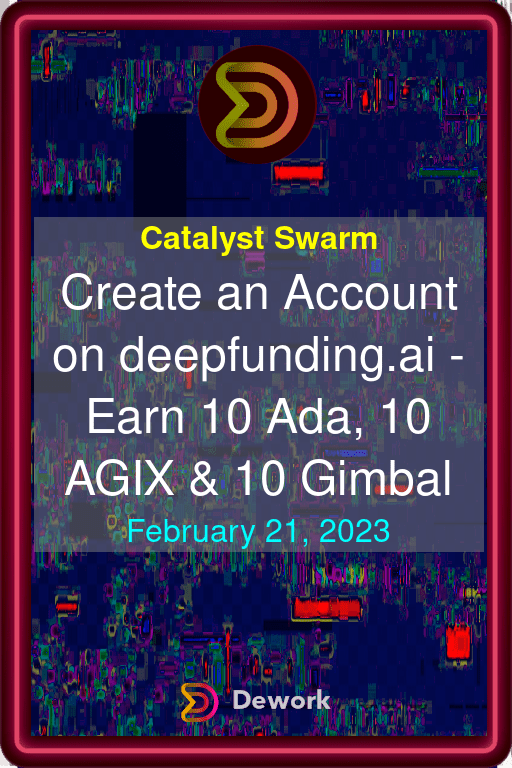 Catalyst Swarm
Create an Account
on deepfunding.ai -
Earn 10 Ada, 10
AGIX & 10 Gimbal
February 21, 2023
Dework